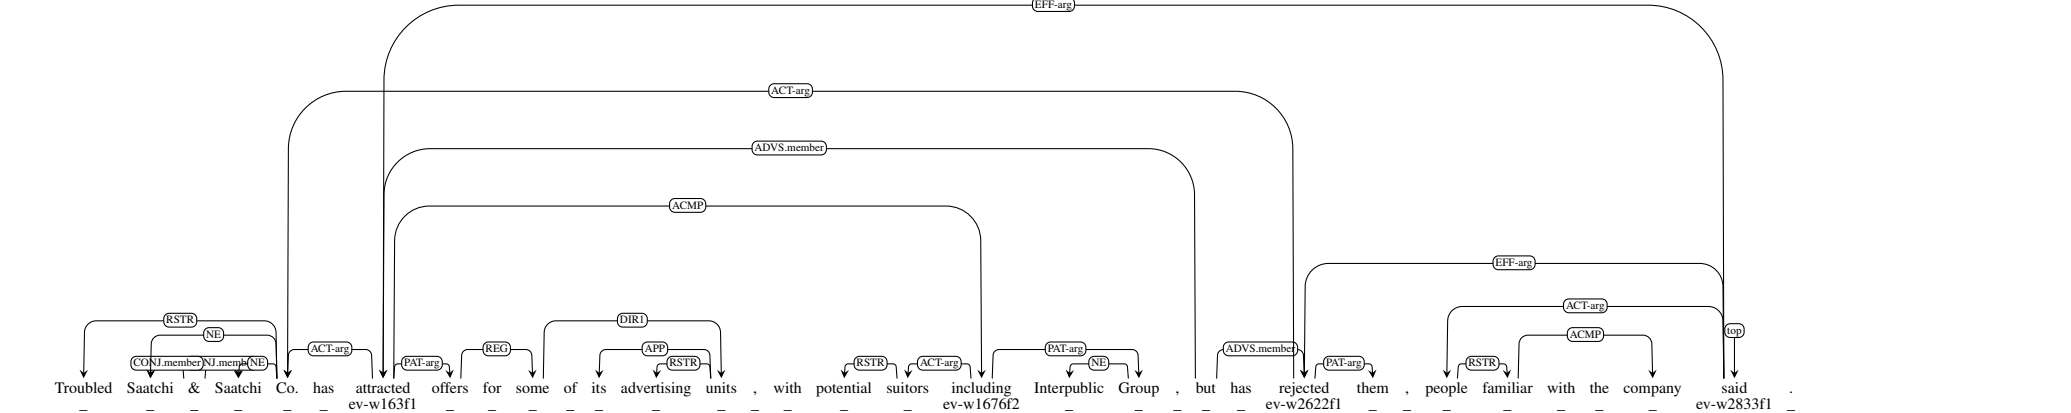 EFF-arg
ACT-arg
ADVS.member
ACMP
EFF-arg
ACT-arg
RSTR DIR1
top
NE ACMP
ACT-arg REG APP PAT-arg ADVS.member
CONJ.member NJ.memb NE PAT-arg RSTR RSTR ACT-arg NE PAT-arg RSTR
Troubled Saatchi & Saatchi Co. has attracted offers for some of its advertising units , with potential suitors including Interpublic Group , but has rejected them , people familiar with the company said .
_ _ _ _ _ _ ev-w163f1 _ _ _ _ _ _ _ _ _ _ _ ev-w1676f2 _ _ _ _ _ ev-w2622f1 _ _ _ _ _ _ _ ev-w2833f1 _